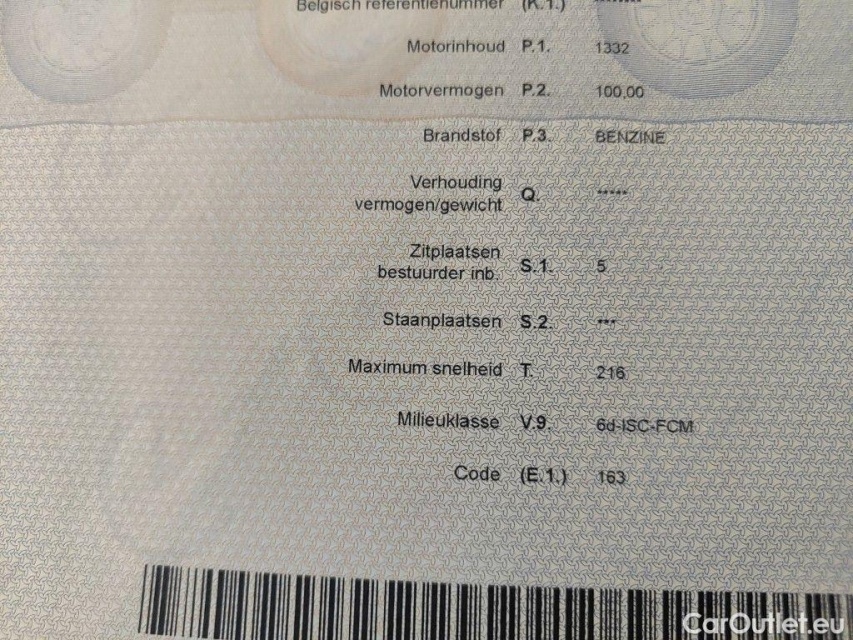 Belgisch referentienummer (K.1.) ********
Motorinhoud P.1. 1332
Motorvermogen P.2. 100,00
Brandstof P.3. BENZINE
Verhouding
vermogen/gewicht Q. *****
Zitplaatsen
bestuurder inb. S.1. 5
Staanplaatsen S.2. ***
Maximum snelheid T. 216
Milieuklasse V.9. 6d-ISC-FCM
Code (E.1.) 163
CarOutlet.eu